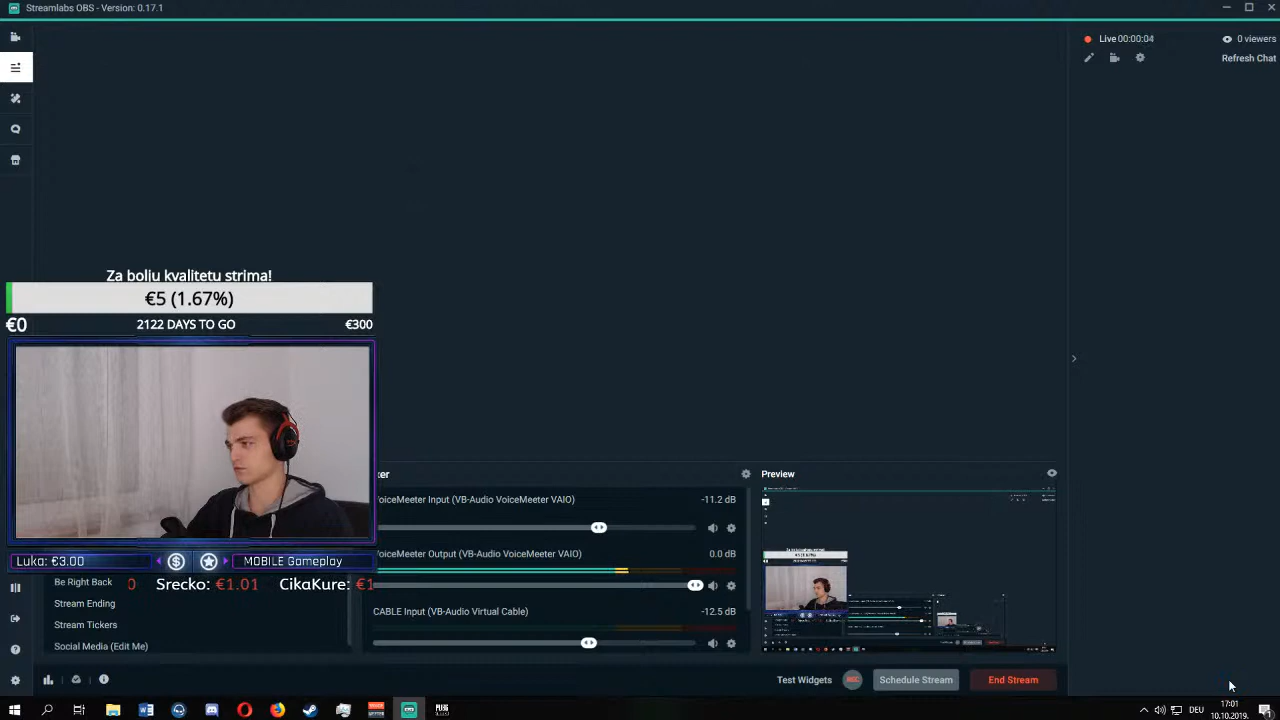 Streamlabs OBS - Version: 0.17.1
Live 00:00:04
0 viewers
Refresh Chat
Za bolju kvalitetu strima!
€5 (1.67%)
€0
2122 DAYS TO GO
€300
Luka: €3.00
MOBILE Gameplay
0 Srecko: €1.01 CikaKure: €1
Be Right Back
Stream Ending
Stream Tickers
Social Media (Edit Me)
xer
VoiceMeeter Input (VB-Audio VoiceMeeter VAIO)
-11.2 dB
VoiceMeeter Output (VB-Audio VoiceMeeter VAIO)
0.0 dB
CABLE Input (VB-Audio Virtual Cable)
-12.5 dB
Preview
Test Widgets
REC
Schedule Stream
End Stream
DEU
17:01
10.10.2019.